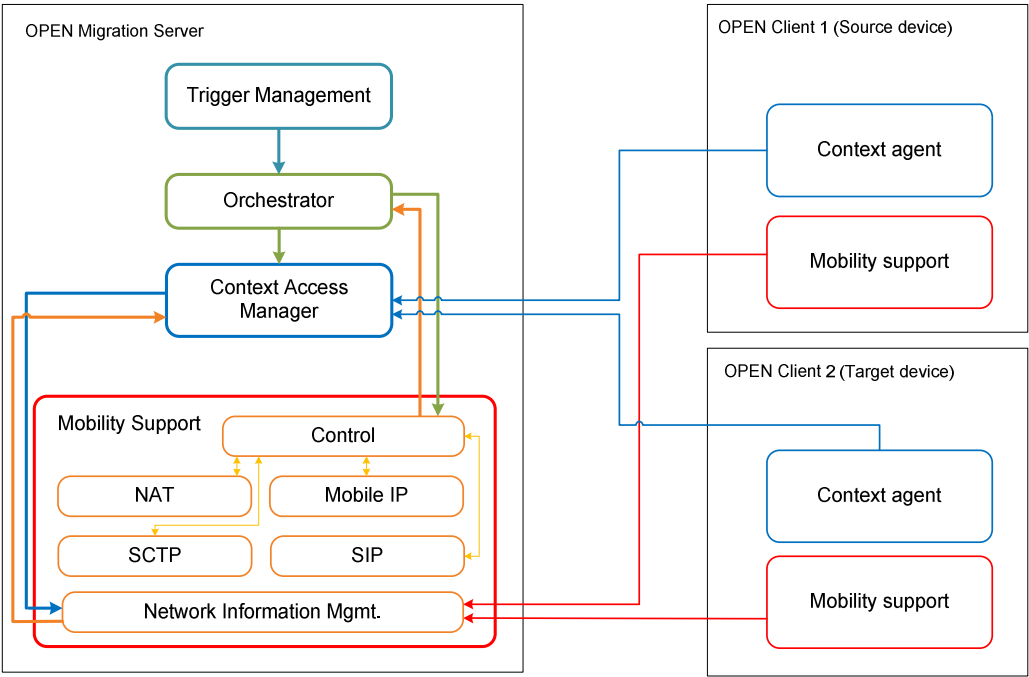 OPEN Migration Server
Trigger Management
Orchestrator
Context Access
Manager
Mobility Support
Control
NAT
Mobile IP
SCTP
SIP
Network Information Mgmt.
OPEN Client 1 (Source device)
Context agent
Mobility support
OPEN Client 2 (Target device)
Context agent
Mobility support